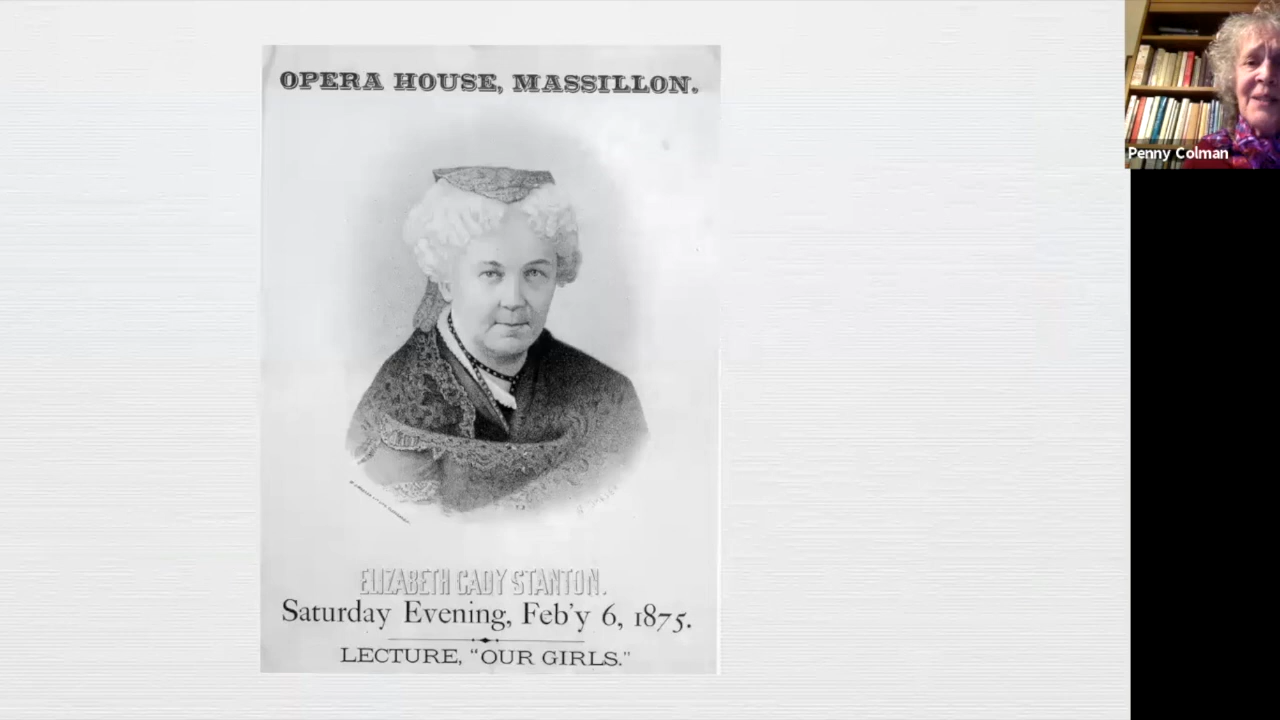 OPERA HOUSE, MASSILLON.
ELIZABETH CADY STANTON.
Saturday Evening, Feb'y 6, 1875.
LECTURE, "OUR GIRLS."
Penny Colman